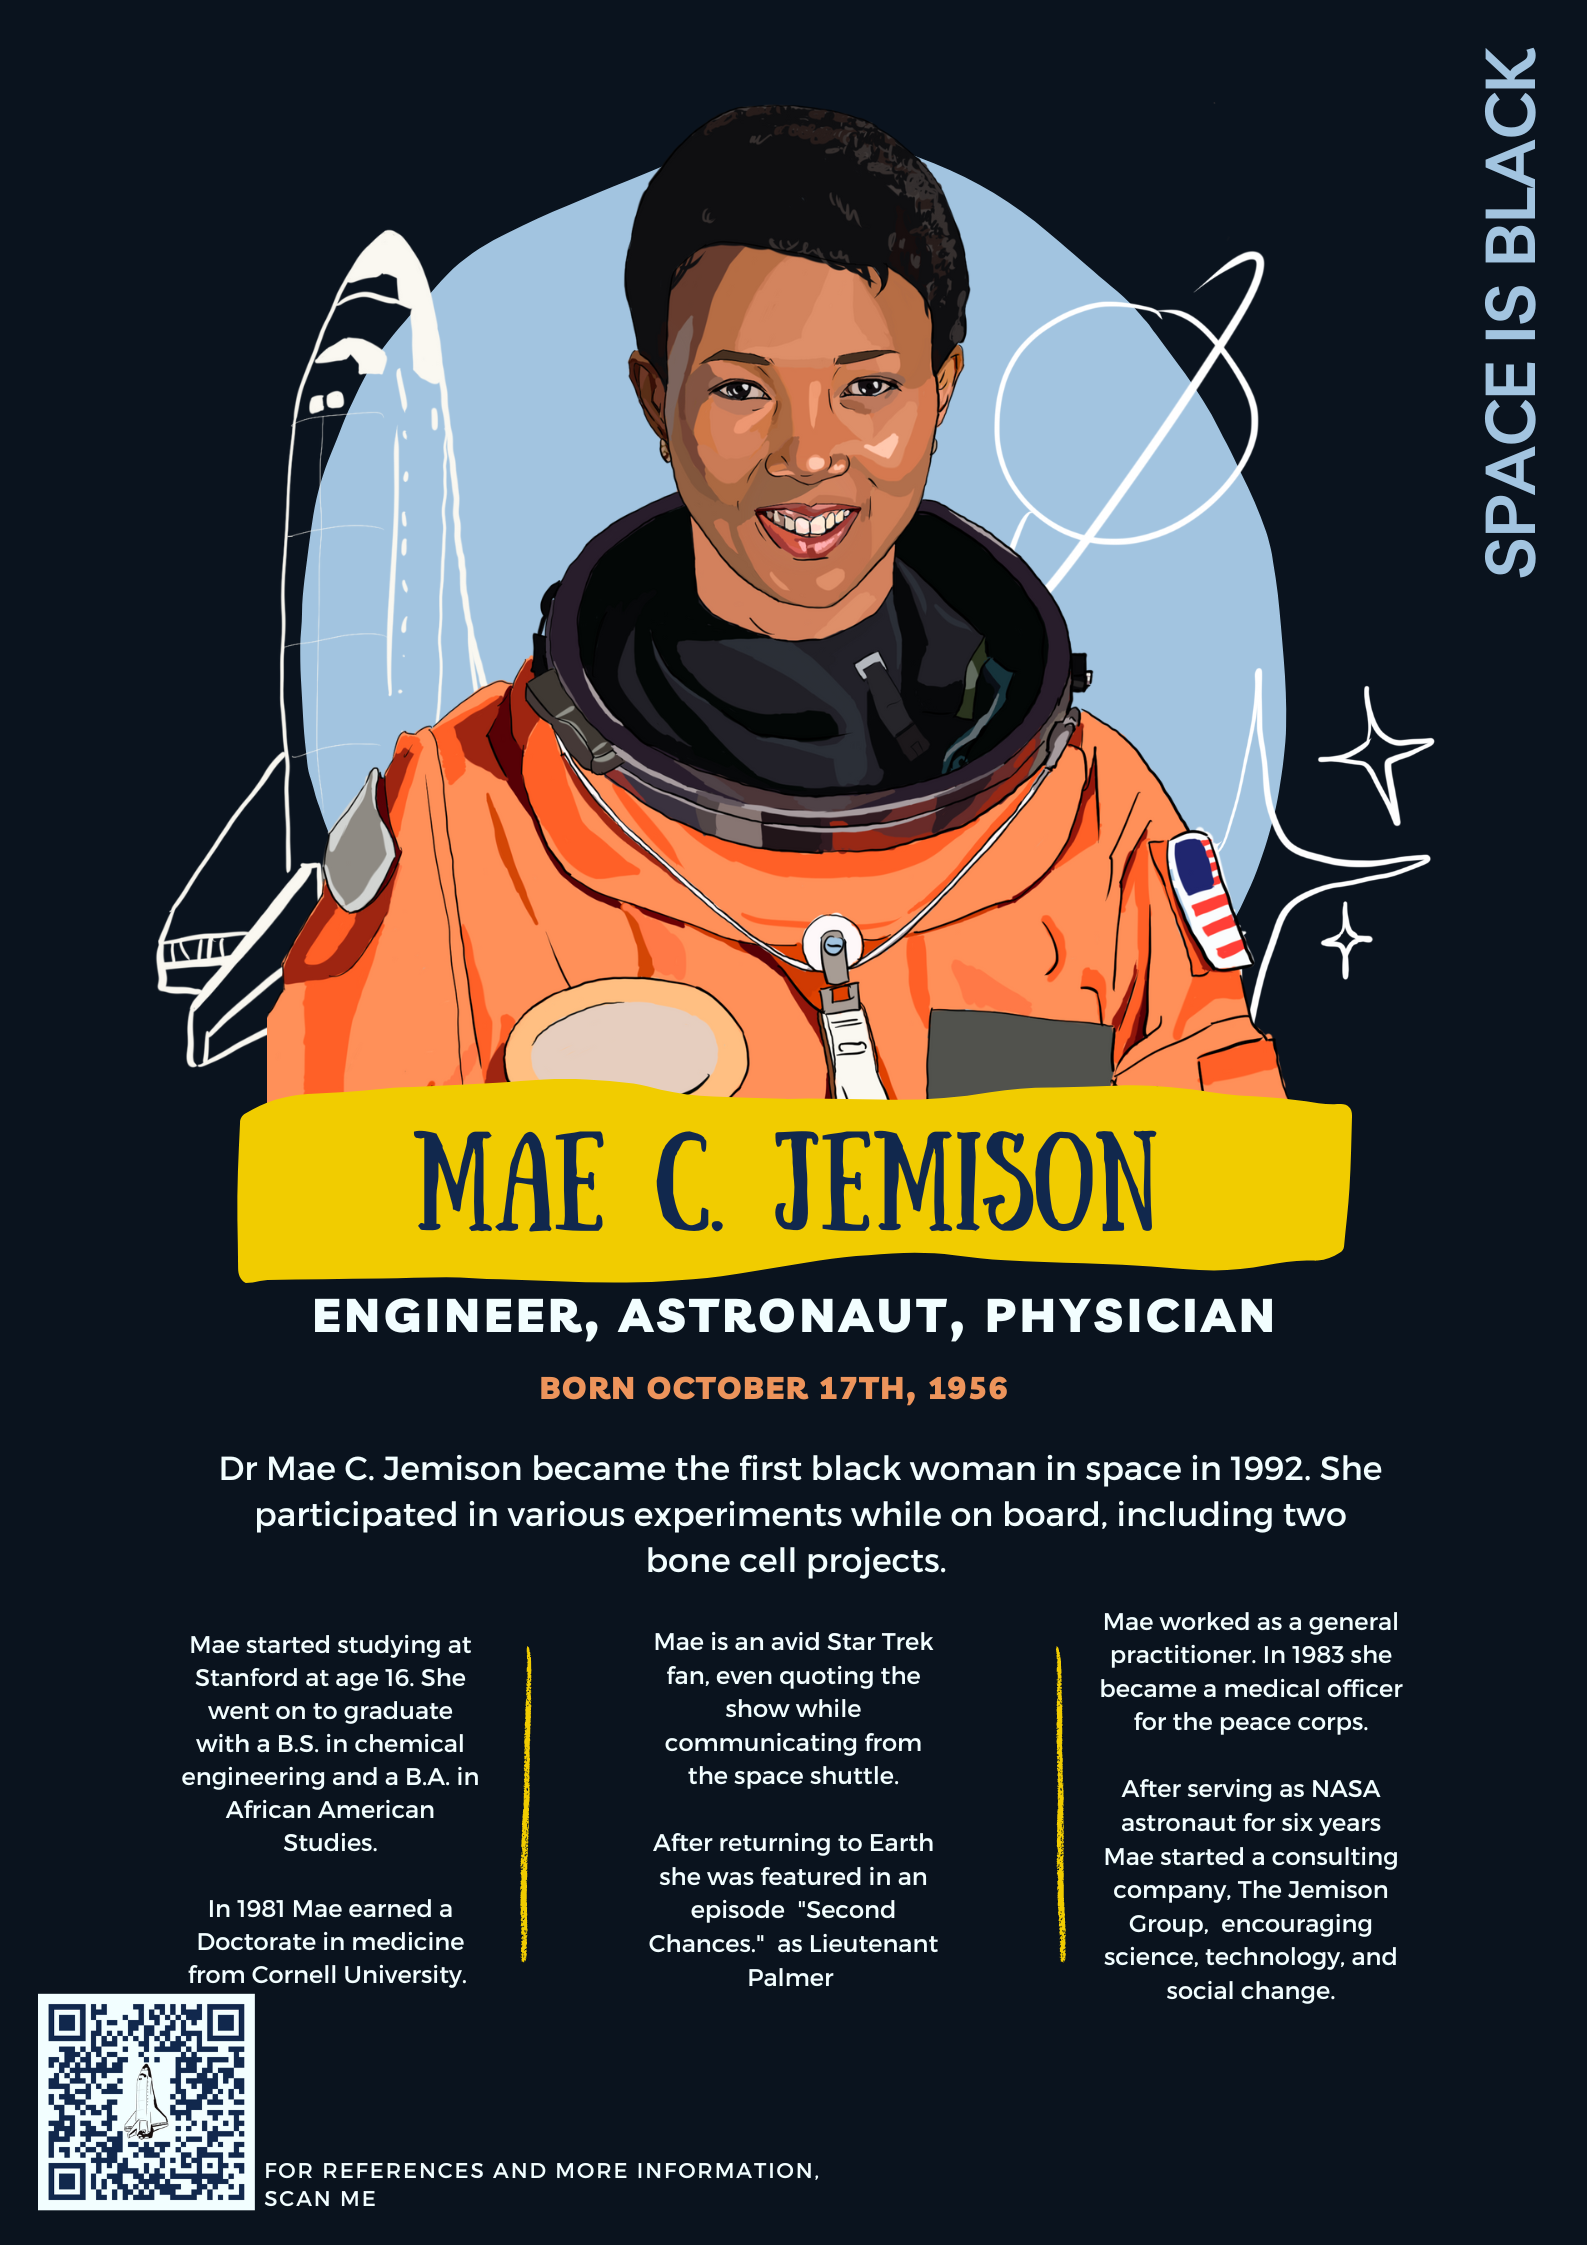 SPACE IS BLACK
MAE C. JEMISON
ENGINEER, ASTRONAUT, PHYSICIAN
BORN OCTOBER 17TH, 1956
Dr Mae C. Jemison became the first black woman in space in 1992. She
participated in various experiments while on board, including two
bone cell projects.
Mae started studying at
Stanford at age 16. She
went on to graduate
with a B.S. in chemical
engineering and a B.A. in
African American
Studies.
In 1981 Mae earned a
Doctorate in medicine
from Cornell University.
Mae is an avid Star Trek
fan, even quoting the
show while
communicating from
the space shuttle.
After returning to Earth
she was featured in an
episode  "Second
Chances."  as Lieutenant
Palmer
Mae worked as a general
practitioner. In 1983 she
became a medical officer
for the peace corps.
After serving as NASA
astronaut for six years
Mae started a consulting
company, The Jemison
Group,  encouraging
science, technology, and
social change.
FOR REFERENCES AND MORE INFORMATION,
SCAN ME